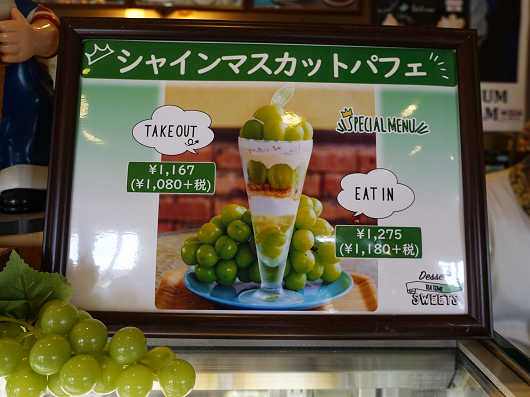 シャインマスカットパフェ
TAKE OUT
¥1,167
(¥1,080+税)
SPECIAL MENU
EAT IN
¥1,275
(¥1,180+税)
Dessert
SWEETS